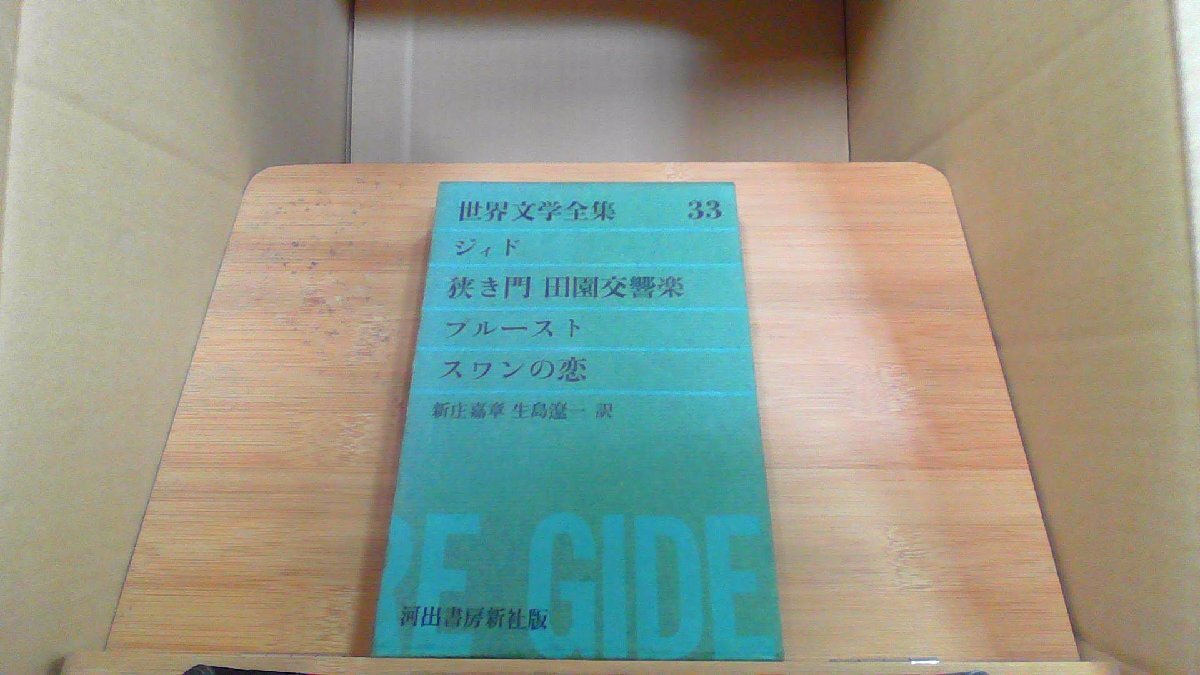 世界文学全集 33
ジィド
狭き門 田園交響楽
プルースト
スワンの恋
新庄嘉章 生島遼一 訳
RE GIDE
河出書房新社版